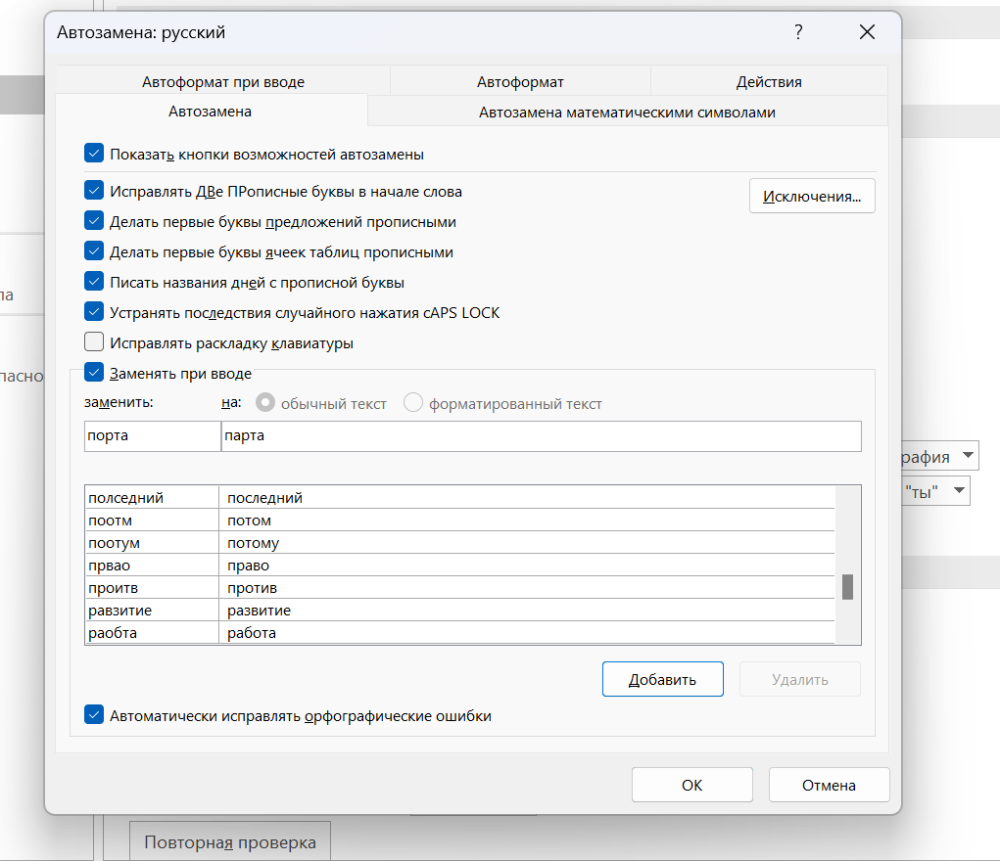 Автозамена: русский ?
Автоформат при вводе Автоформат Действия
Автозамена Автозамена математическими символами
Показать кнопки возможностей автозамены
Исправлять ДВе ПРописные буквы в начале слова
Исключения...
Делать первые буквы предложений прописными
Делать первые буквы ячеек таблиц прописными
Писать названия дней с прописной буквы
Устранять последствия случайного нажатия cAPS LOCK
Исправлять раскладку клавиатуры
Заменять при вводе
заменить: на: обычный текст форматированный текст
порта парта
полседний последний
поотм потом
поотум потому
првао право
проитв против
равзитие развитие
раобта работа
Добавить Удалить
Автоматически исправлять орфографические ошибки
ОК Отмена
Повторная проверка
"ты"